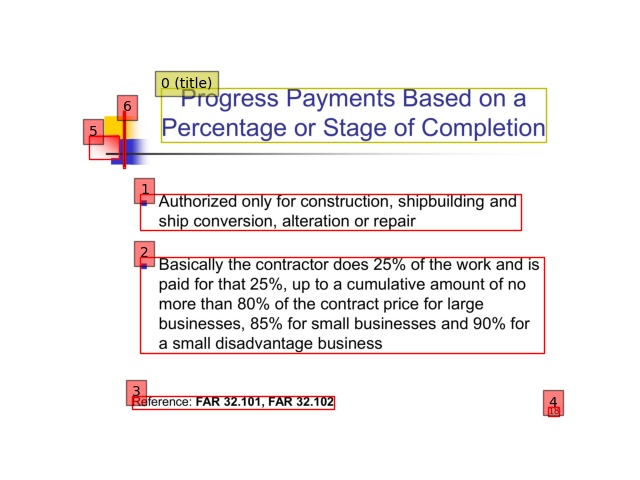 0 (title)
Progress Payments Based on a
Percentage or Stage of Completion
6
5
1
Authorized only for construction, shipbuilding and
ship conversion, alteration or repair
2
Basically the contractor does 25% of the work and is
paid for that 25%, up to a cumulative amount of no
more than 80% of the contract price for large
businesses, 85% for small businesses and 90% for
a small disadvantage business
3
Reference: FAR 32.101, FAR 32.102
4